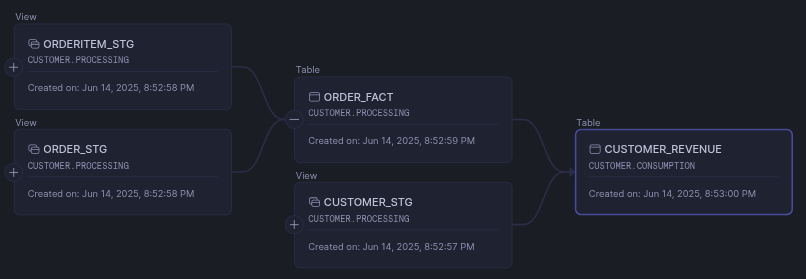 View
ORDERITEM_STG
CUSTOMER.PROCESSING
Created on: Jun 14, 2025, 8:52:58 PM
View
ORDER_STG
CUSTOMER.PROCESSING
Created on: Jun 14, 2025, 8:52:58 PM
Table
ORDER_FACT
CUSTOMER.PROCESSING
Created on: Jun 14, 2025, 8:52:59 PM
View
CUSTOMER_STG
CUSTOMER.PROCESSING
Created on: Jun 14, 2025, 8:52:57 PM
Table
CUSTOMER_REVENUE
CUSTOMER.CONSUMPTION
Created on: Jun 14, 2025, 8:53:00 PM